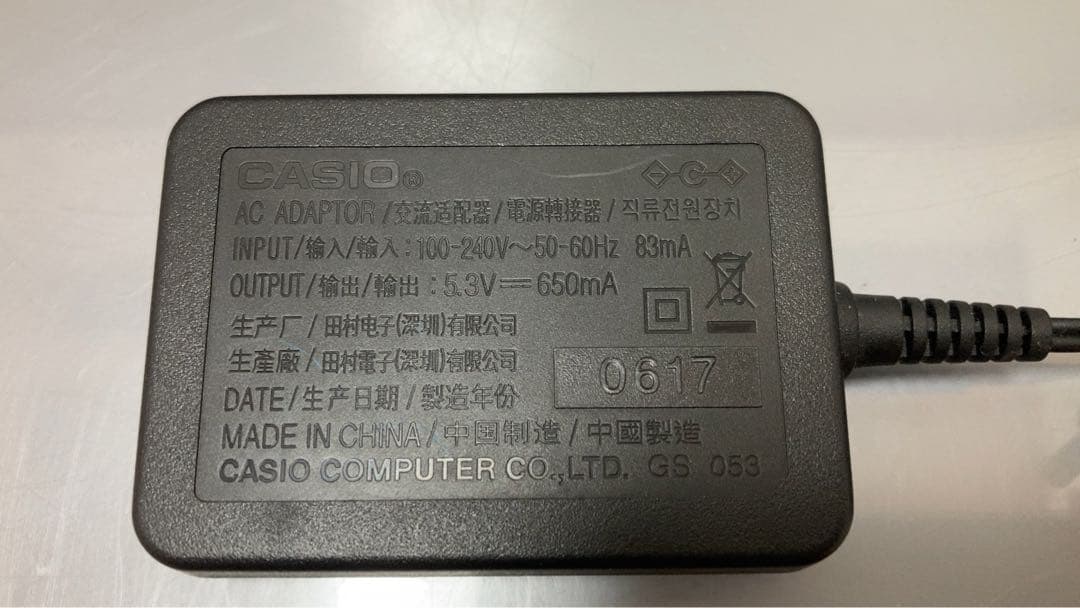 CASIO®
AC ADAPTOR/交流适配器/電源轉接器/직류전원장치
INPUT/输入/輸入:100-240V～50-60Hz 83mA
OUTPUT/输出/輸出:5.3V⎓650mA
生产厂/田村电子(深圳)有限公司
生產廠/田村電子(深圳)有限公司
DATE/生产日期/製造年份
0617
MADE IN CHINA/中国制造/中國製造
CASIO COMPUTER CO.,LTD. GS 053